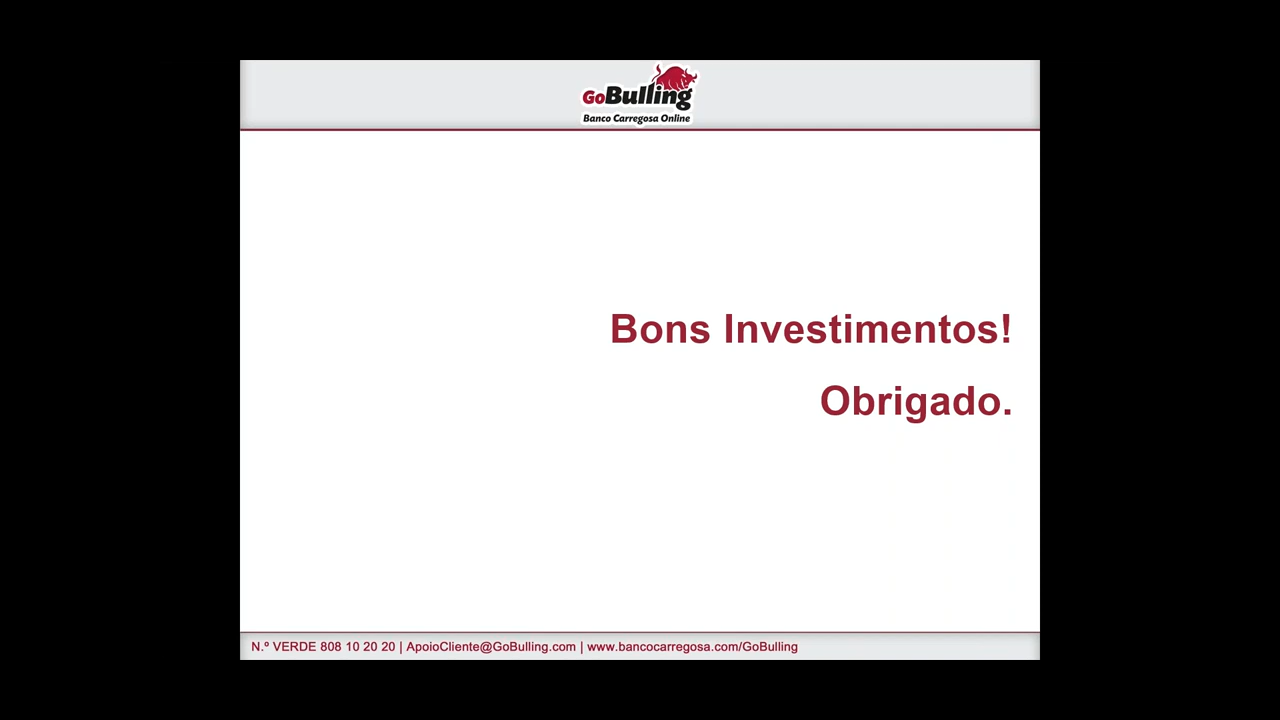 GoBulling
Banco Carregosa Online
Bons Investimentos!
Obrigado.
N.º VERDE 808 10 20 20 | ApoioCliente@GoBulling.com | www.bancocarregosa.com/GoBulling